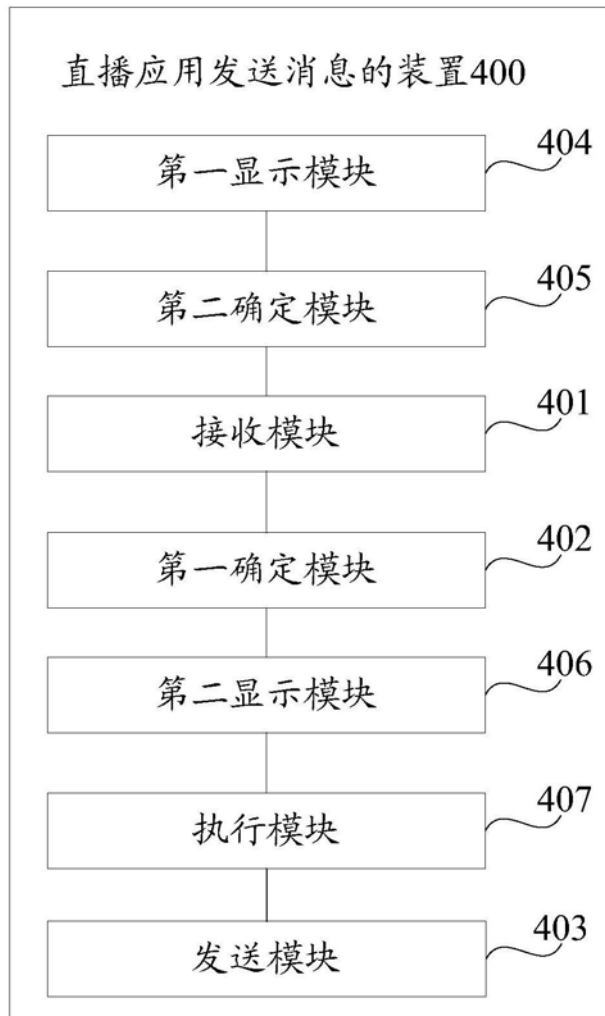 直播应用发送消息的装置400
404
第一显示模块
405
第二确定模块
401
接收模块
402
第一确定模块
406
第二显示模块
407
执行模块
403
发送模块